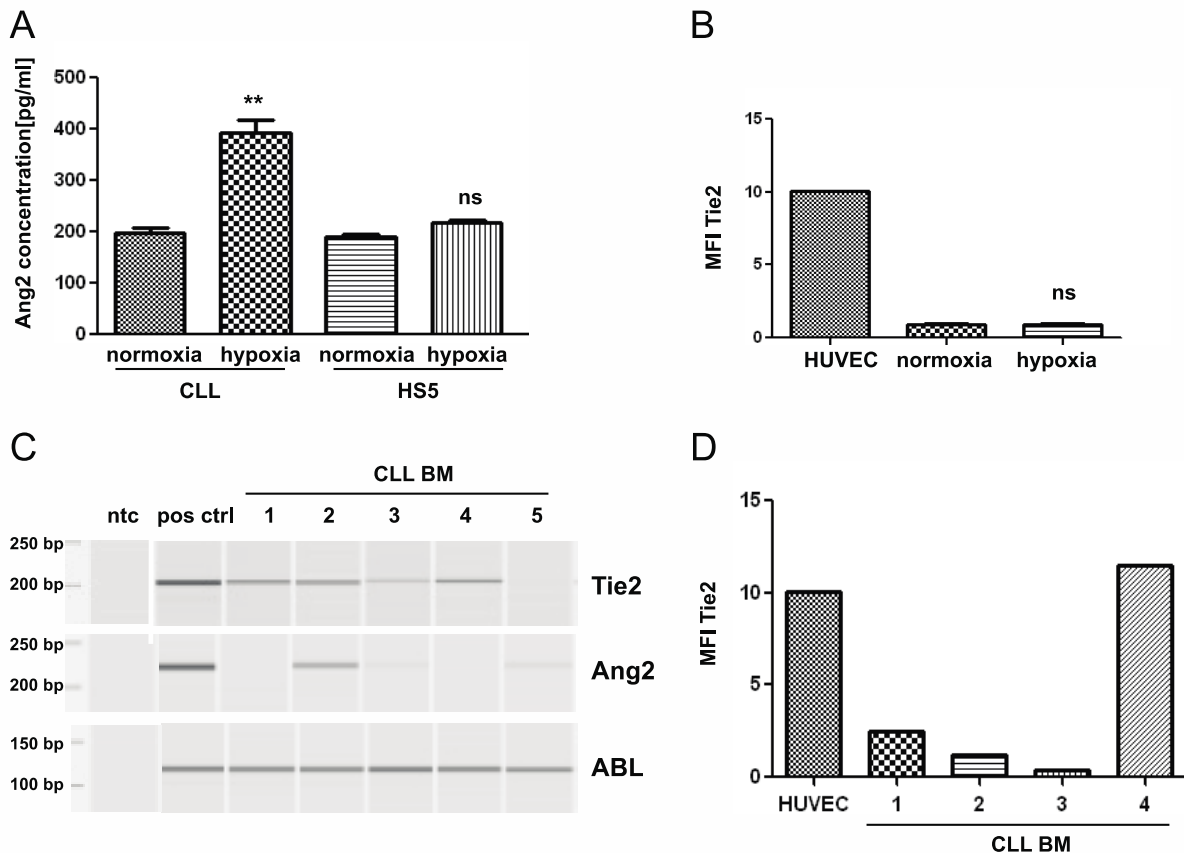 A
Ang2 concentration[pg/ml]
500
400
300
200
100
0
**
ns
normoxia hypoxia normoxia hypoxia
CLL HS5
B
MFI Tie2
15
10
5
0
ns
HUVEC normoxia hypoxia
C
CLL BM
ntc pos ctrl 1 2 3 4 5
250 bp
200 bp
Tie2
250 bp
200 bp
Ang2
150 bp
100 bp
ABL
D
MFI Tie2
15
10
5
0
HUVEC 1 2 3 4
CLL BM